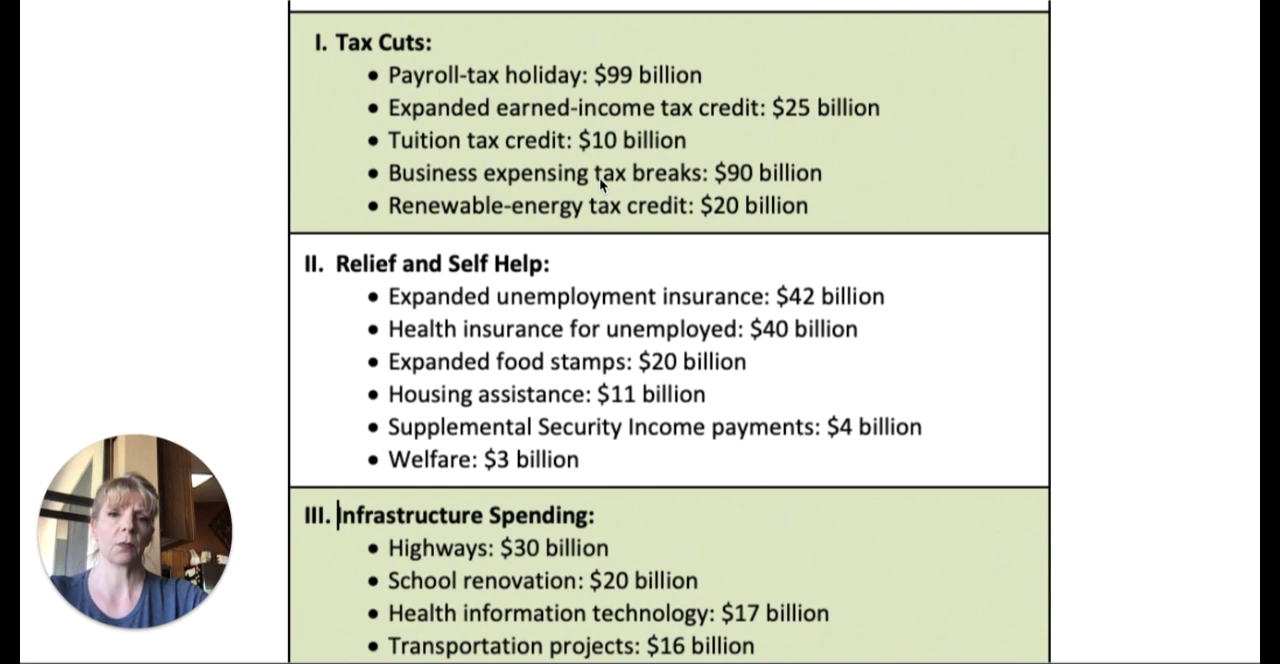 I. Tax Cuts:
• Payroll-tax holiday: $99 billion
• Expanded earned-income tax credit: $25 billion
• Tuition tax credit: $10 billion
• Business expensing tax breaks: $90 billion
• Renewable-energy tax credit: $20 billion
II. Relief and Self Help:
• Expanded unemployment insurance: $42 billion
• Health insurance for unemployed: $40 billion
• Expanded food stamps: $20 billion
• Housing assistance: $11 billion
• Supplemental Security Income payments: $4 billion
• Welfare: $3 billion
III. Infrastructure Spending:
• Highways: $30 billion
• School renovation: $20 billion
• Health information technology: $17 billion
• Transportation projects: $16 billion